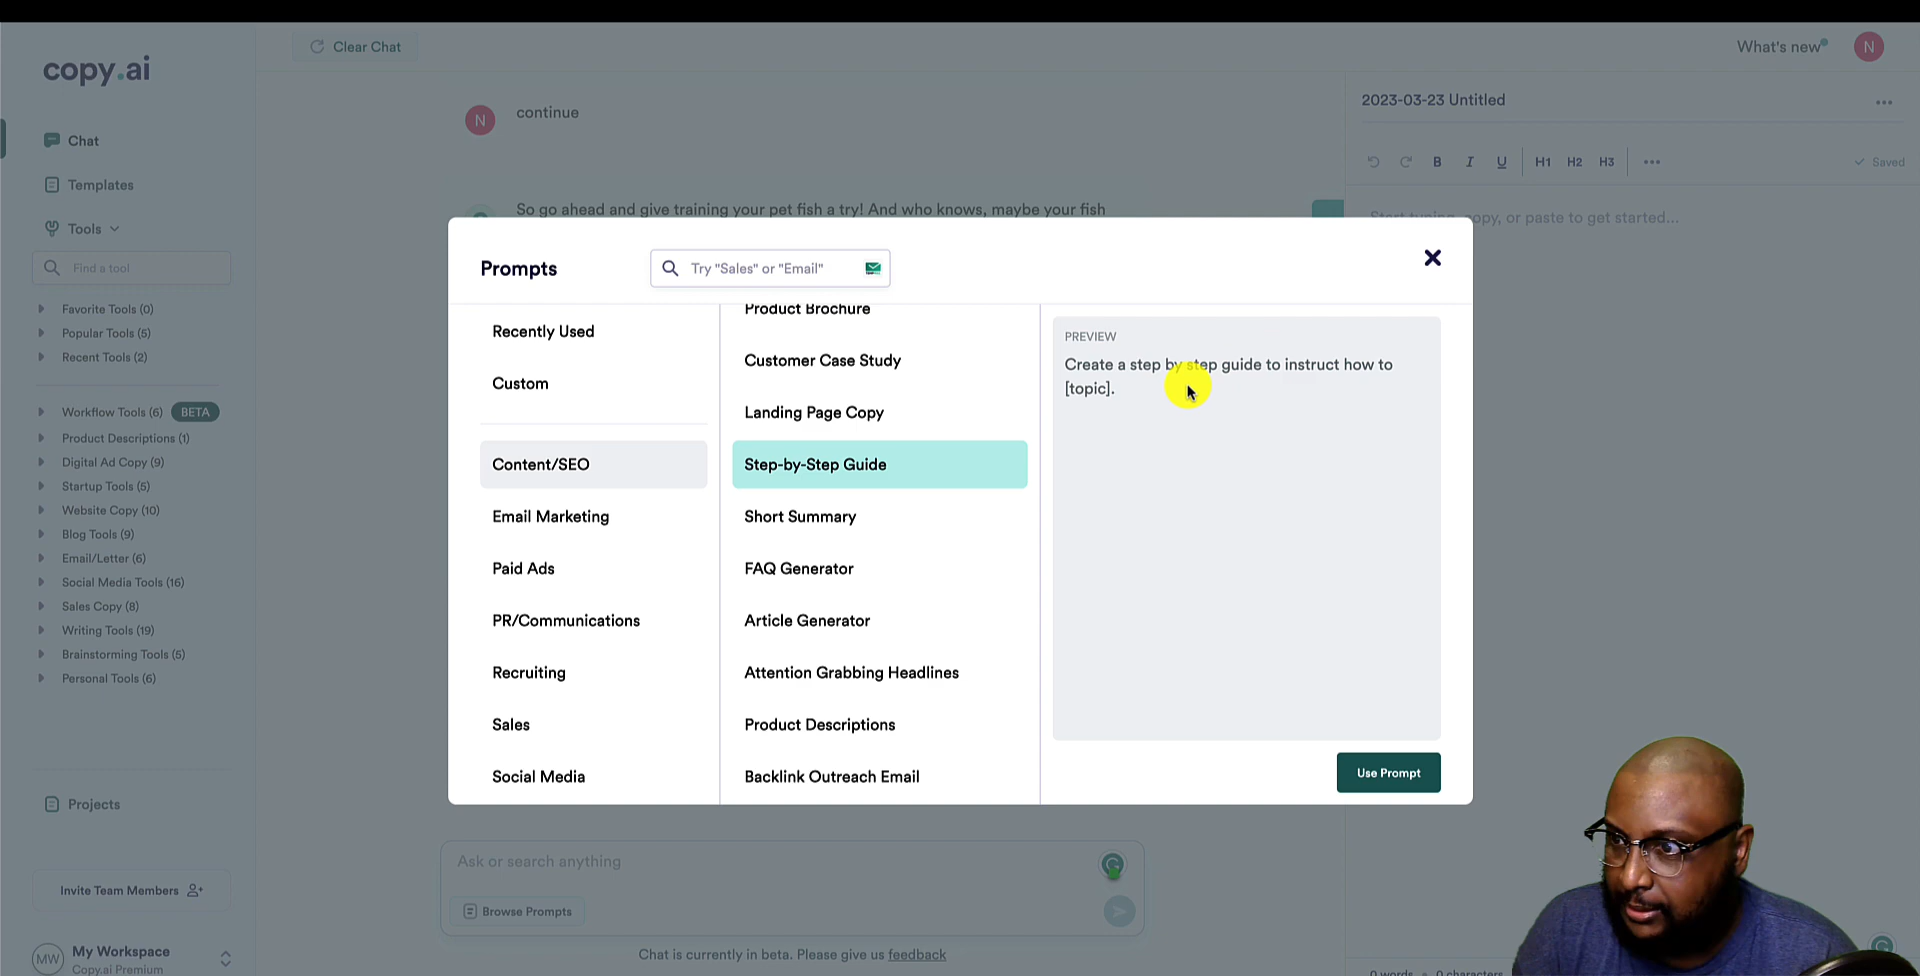 copy.ai
Clear Chat
What's new
N
Chat
Templates
Tools
Find a tool
Favorite Tools (0)
Popular Tools (5)
Recent Tools (2)
Workflow Tools (6) BETA
Product Descriptions (1)
Digital Ad Copy (9)
Startup Tools (5)
Website Copy (10)
Blog Tools (9)
Email/Letter (6)
Social Media Tools (16)
Sales Copy (8)
Writing Tools (19)
Brainstorming Tools (5)
Personal Tools (6)
Projects
Invite Team Members
MW
My Workspace
Copy.ai Premium
N
continue
So go ahead and give training your pet fish a try! And who knows, maybe your fish
Prompts
Try "Sales" or "Email"
Recently Used
Custom
Content/SEO
Email Marketing
Paid Ads
PR/Communications
Recruiting
Sales
Social Media
Product Brochure
Customer Case Study
Landing Page Copy
Step-by-Step Guide
Short Summary
FAQ Generator
Article Generator
Attention Grabbing Headlines
Product Descriptions
Backlink Outreach Email
PREVIEW
Create a step by step guide to instruct how to
[topic].
Use Prompt
Ask or search anything
Browse Prompts
Chat is currently in beta. Please give us feedback
2023-03-23 Untitled
B I U H1 H2 H3
Saved
Start typing, copy, or paste to get started...
0 words 0 characters